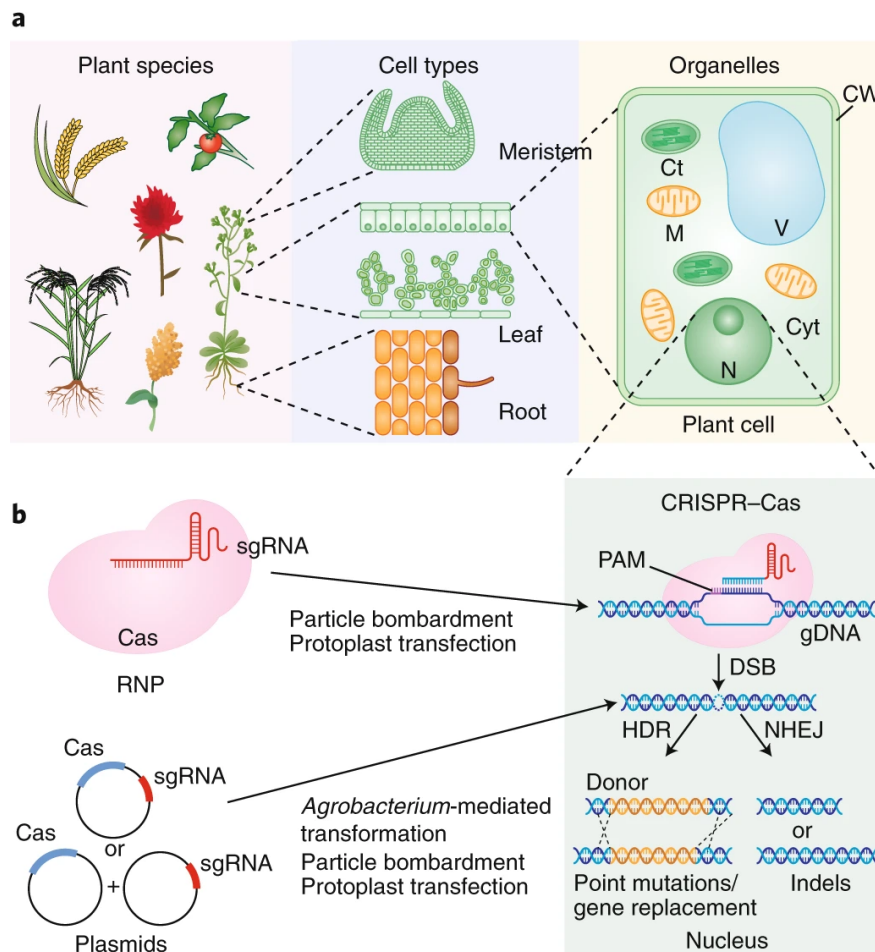 a
Plant species
Cell types
Organelles
CW
Meristem
Ct
M
V
Leaf
Cyt
N
Root
Plant cell
b
CRISPR–Cas
sgRNA
PAM
Cas
Particle bombardment
Protoplast transfection
gDNA
RNP
DSB
HDR
NHEJ
Cas
sgRNA
Donor
Agrobacterium-mediated
transformation
or
or
Cas
sgRNA
Particle bombardment
Protoplast transfection
+
Point mutations/
gene replacement
Indels
Plasmids
Nucleus